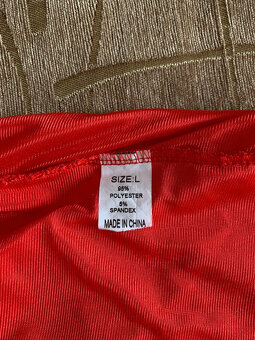 SIZE:L
95%
POLYESTER
5%
SPANDEX
MADE IN CHINA